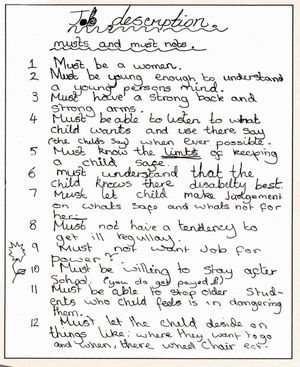 Job description
musts and must nots.
1 Must be a women.
2 Must be young enough to understand
a young persons mind.
3 Must have a strong back and
strong arms.
4 Must be able to listen to what
child wants and use there say
(the childs say) when ever possible.
5 Must know the limits of keeping
a child safe.
6 must understand that the
child knows there disabelty best.
7 Must let child make judgement
on whats safe and whats not for
her.
8 Must not have a tendency to
get ill regullay.
9 Must not want Job for
power?
10 Must be willing to stay after
School. (you do get payed!)
11 Must be able to stop older Stud-
ents who child feels is in dangering
them.
12 Must let the child deside on
things like: where they want to go
and when, there wheel chair ect.